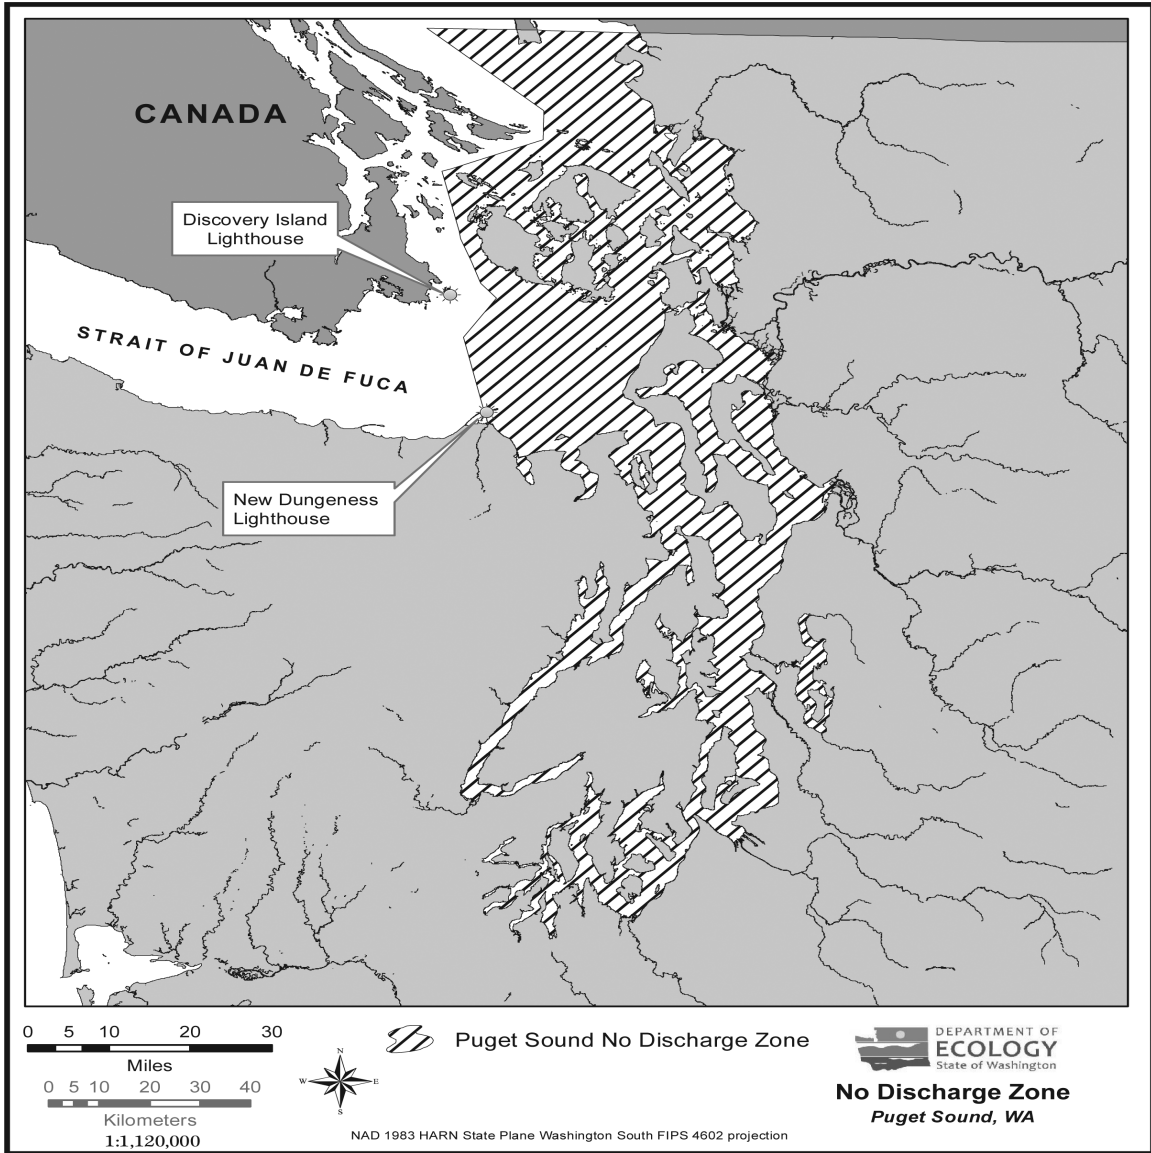 CANADA
Discovery Island
Lighthouse
STRAIT OF JUAN DE FUCA
New Dungeness
Lighthouse
0 5 10 20 30
Miles
0 5 10 20 30 40
Kilometers
1:1,120,000
N
W E
S
Puget Sound No Discharge Zone
NAD 1983 HARN State Plane Washington South FIPS 4602 projection
DEPARTMENT OF
ECOLOGY
State of Washington
No Discharge Zone
Puget Sound, WA